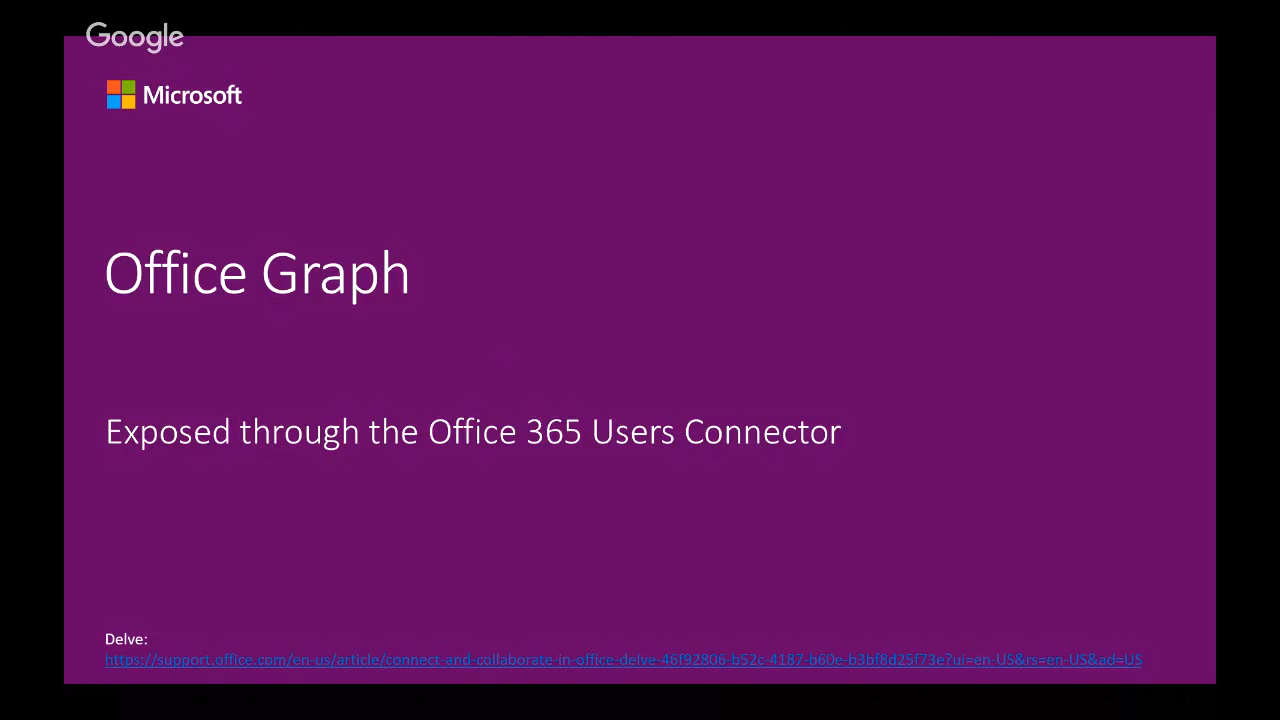 Google
Microsoft
Office Graph
Exposed through the Office 365 Users Connector
Delve:
https://support.office.com/en-us/article/connect-and-collaborate-in-office-delve-46f92806-b52c-4187-b60e-b3bf8d25f73e?ui=en-US&rs=en-US&ad=US